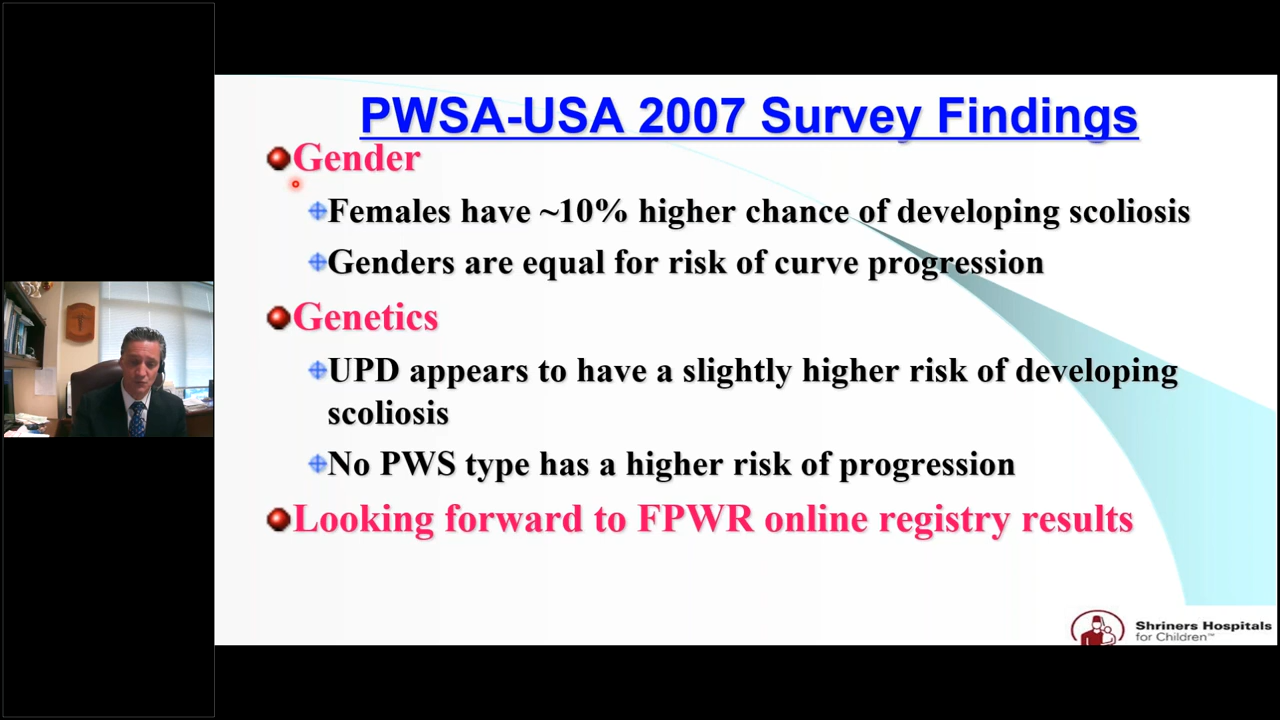 PWSA-USA 2007 Survey Findings
Gender
Females have ~10% higher chance of developing scoliosis
Genders are equal for risk of curve progression
Genetics
UPD appears to have a slightly higher risk of developing
scoliosis
No PWS type has a higher risk of progression
Looking forward to FPWR online registry results
Shriners Hospitals
for Children™